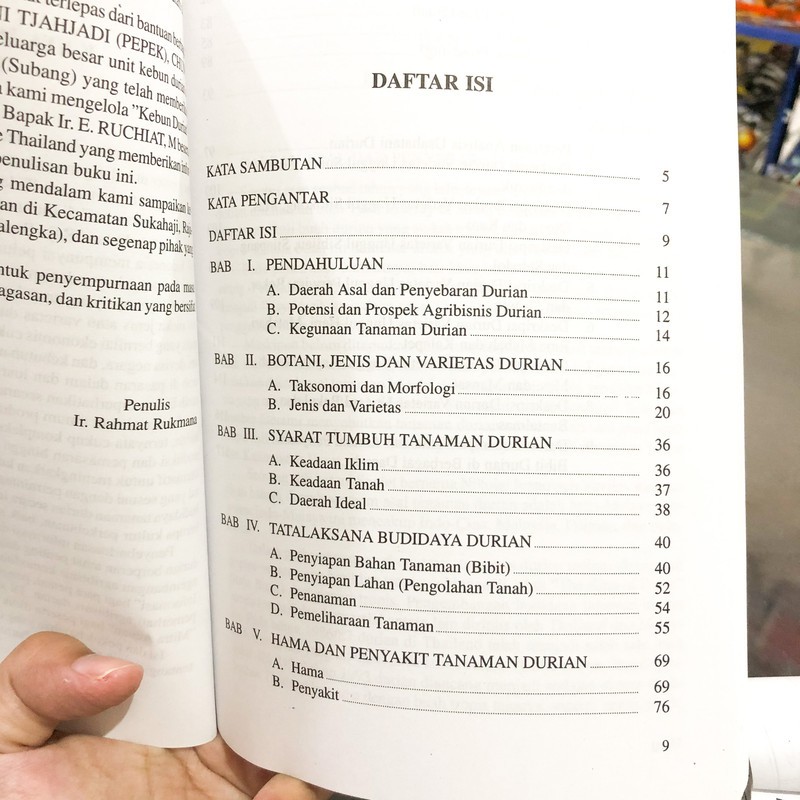 terlepas dari bantuan
TJAHJADI (PEPEK),
keluarga besar unit kebun
(Subang) yang telah
kami mengelola "Kebun
Bapak Ir. E. RUCHIAT, M
Thailand yang memberikan
penulisan buku ini.
mendalam kami sampaikan
di Kecamatan Sukahaji,
dan segenap pihak yang
untuk penyempurnaan pada
gagasan, dan kritikan yang
Penulis
Ir. Rahmat Rukmana
DAFTAR ISI
KATA SAMBUTAN 5
KATA PENGANTAR 7
DAFTAR ISI 9
BAB I. PENDAHULUAN 11
A. Daerah Asal dan Penyebaran Durian 11
B. Potensi dan Prospek Agribisnis Durian 12
C. Kegunaan Tanaman Durian 14
BAB II. BOTANI, JENIS DAN VARIETAS DURIAN 16
A. Taksonomi dan Morfologi 16
B. Jenis dan Varietas 20
BAB III. SYARAT TUMBUH TANAMAN DURIAN 36
A. Keadaan Iklim 36
B. Keadaan Tanah 37
C. Daerah Ideal 38
BAB IV. TATALAKSANA BUDIDAYA DURIAN 40
A. Penyiapan Bahan Tanaman (Bibit) 40
B. Penyiapan Lahan (Pengolahan Tanah) 52
C. Penanaman 54
D. Pemeliharaan Tanaman 55
BAB V. HAMA DAN PENYAKIT TANAMAN DURIAN 69
A. Hama 69
B. Penyakit 76
9